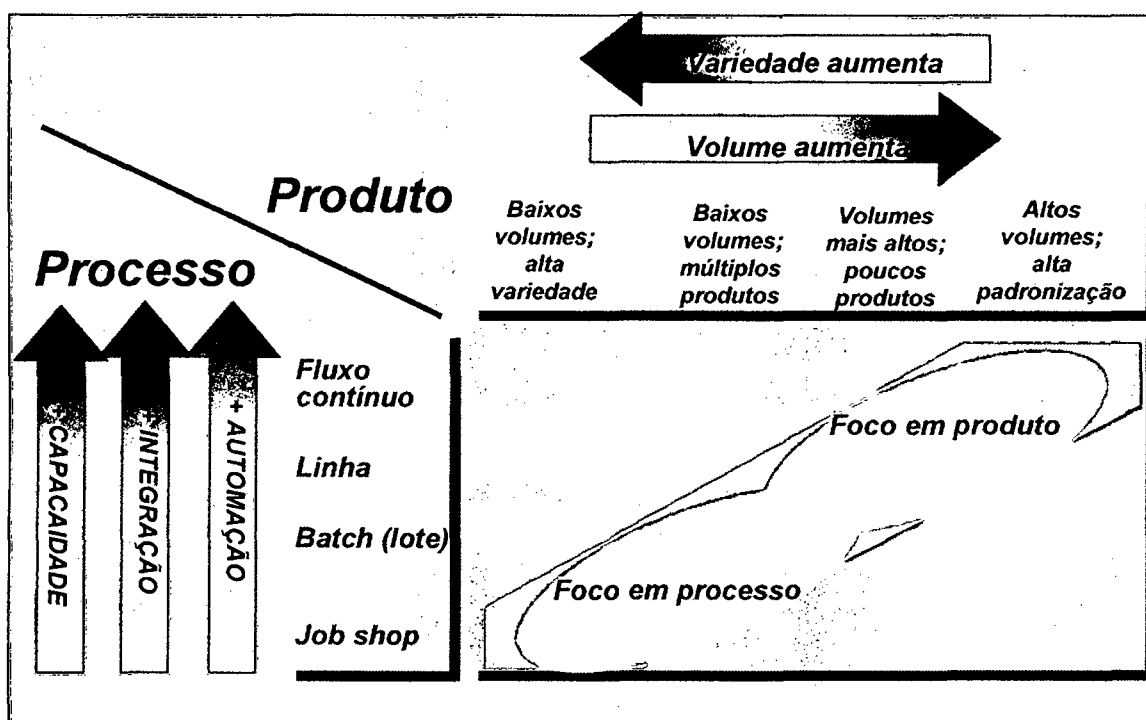 Variedade aumenta
Volume aumenta
Produto
Processo
Baixos
volumes;
alta
variedade
Baixos
volumes;
múltiplos
produtos
Volumes
mais altos;
poucos
produtos
Altos
volumes;
alta
padronização
+CAPACAIDADE
+INTEGRAÇÃO
+ AUTOMAÇÃO
Fluxo
contínuo
Linha
Batch (lote)
Job shop
Foco em produto
Foco em processo